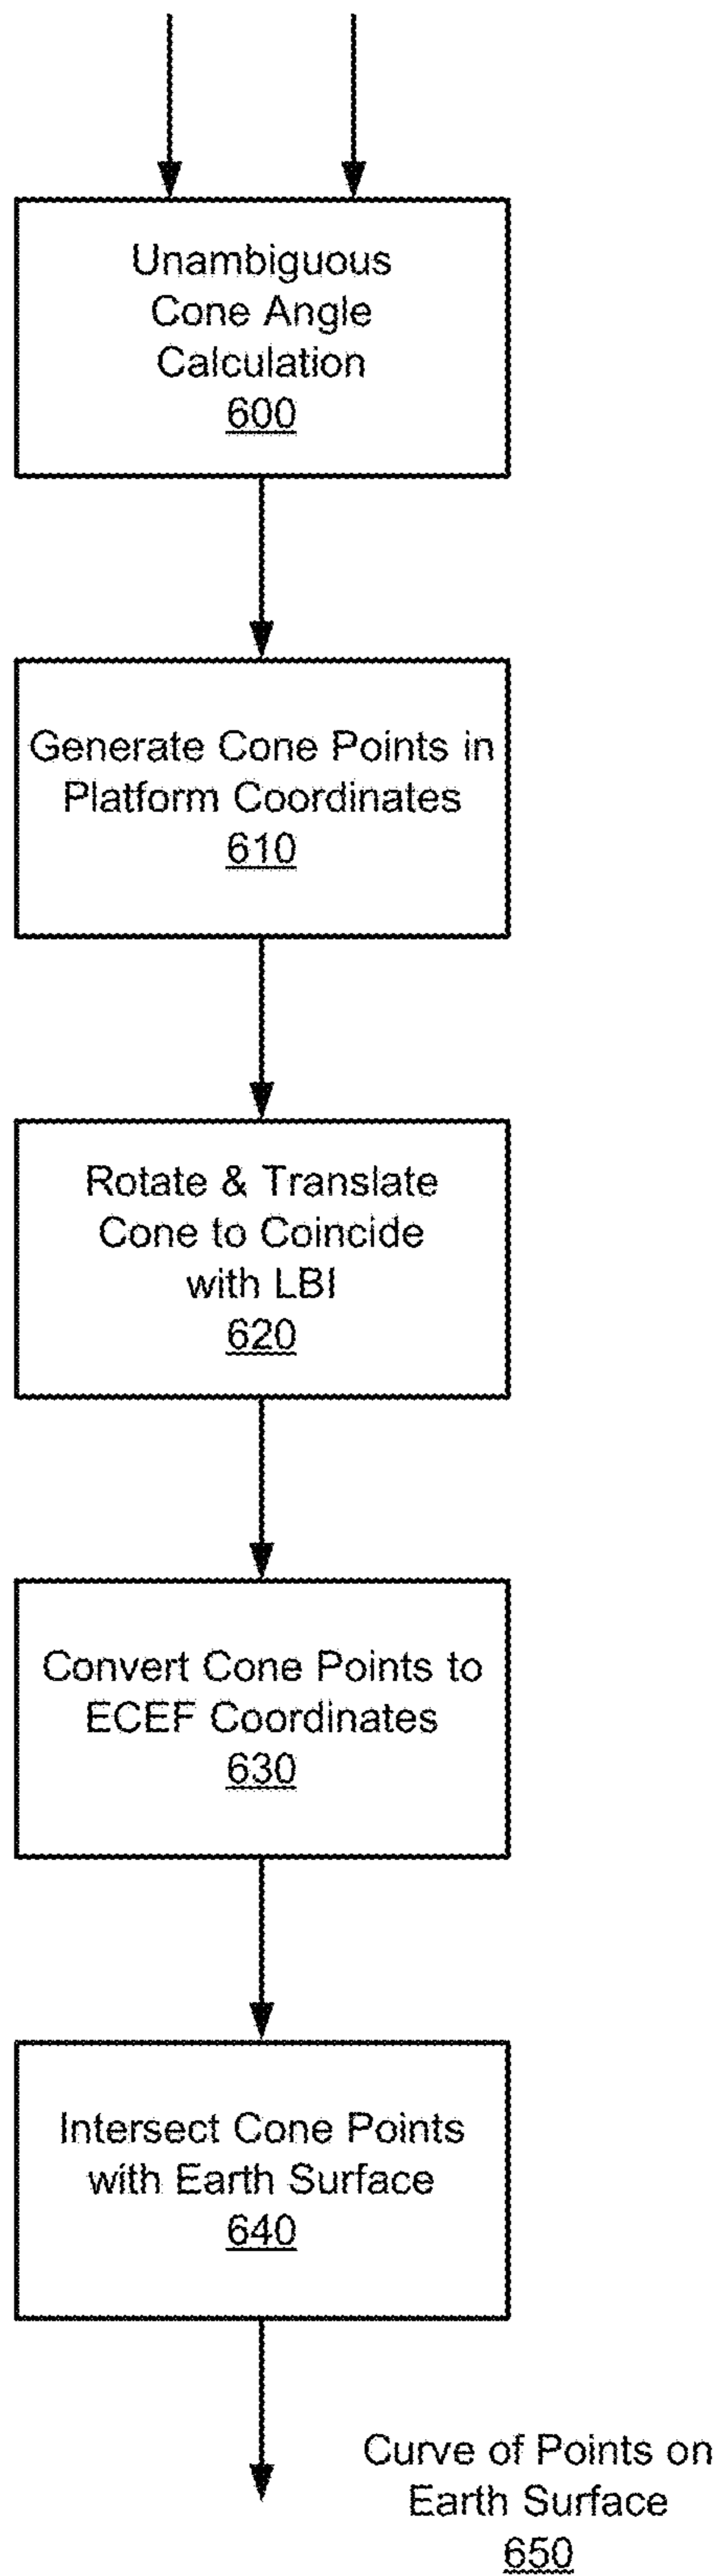 Unambiguous
Cone Angle
Calculation
600
Generate Cone Points in
Platform Coordinates
610
Rotate & Translate
Cone to Coincide
with LBI
620
Convert Cone Points to
ECEF Coordinates
630
Intersect Cone Points
with Earth Surface
640
Curve of Points on
Earth Surface
650